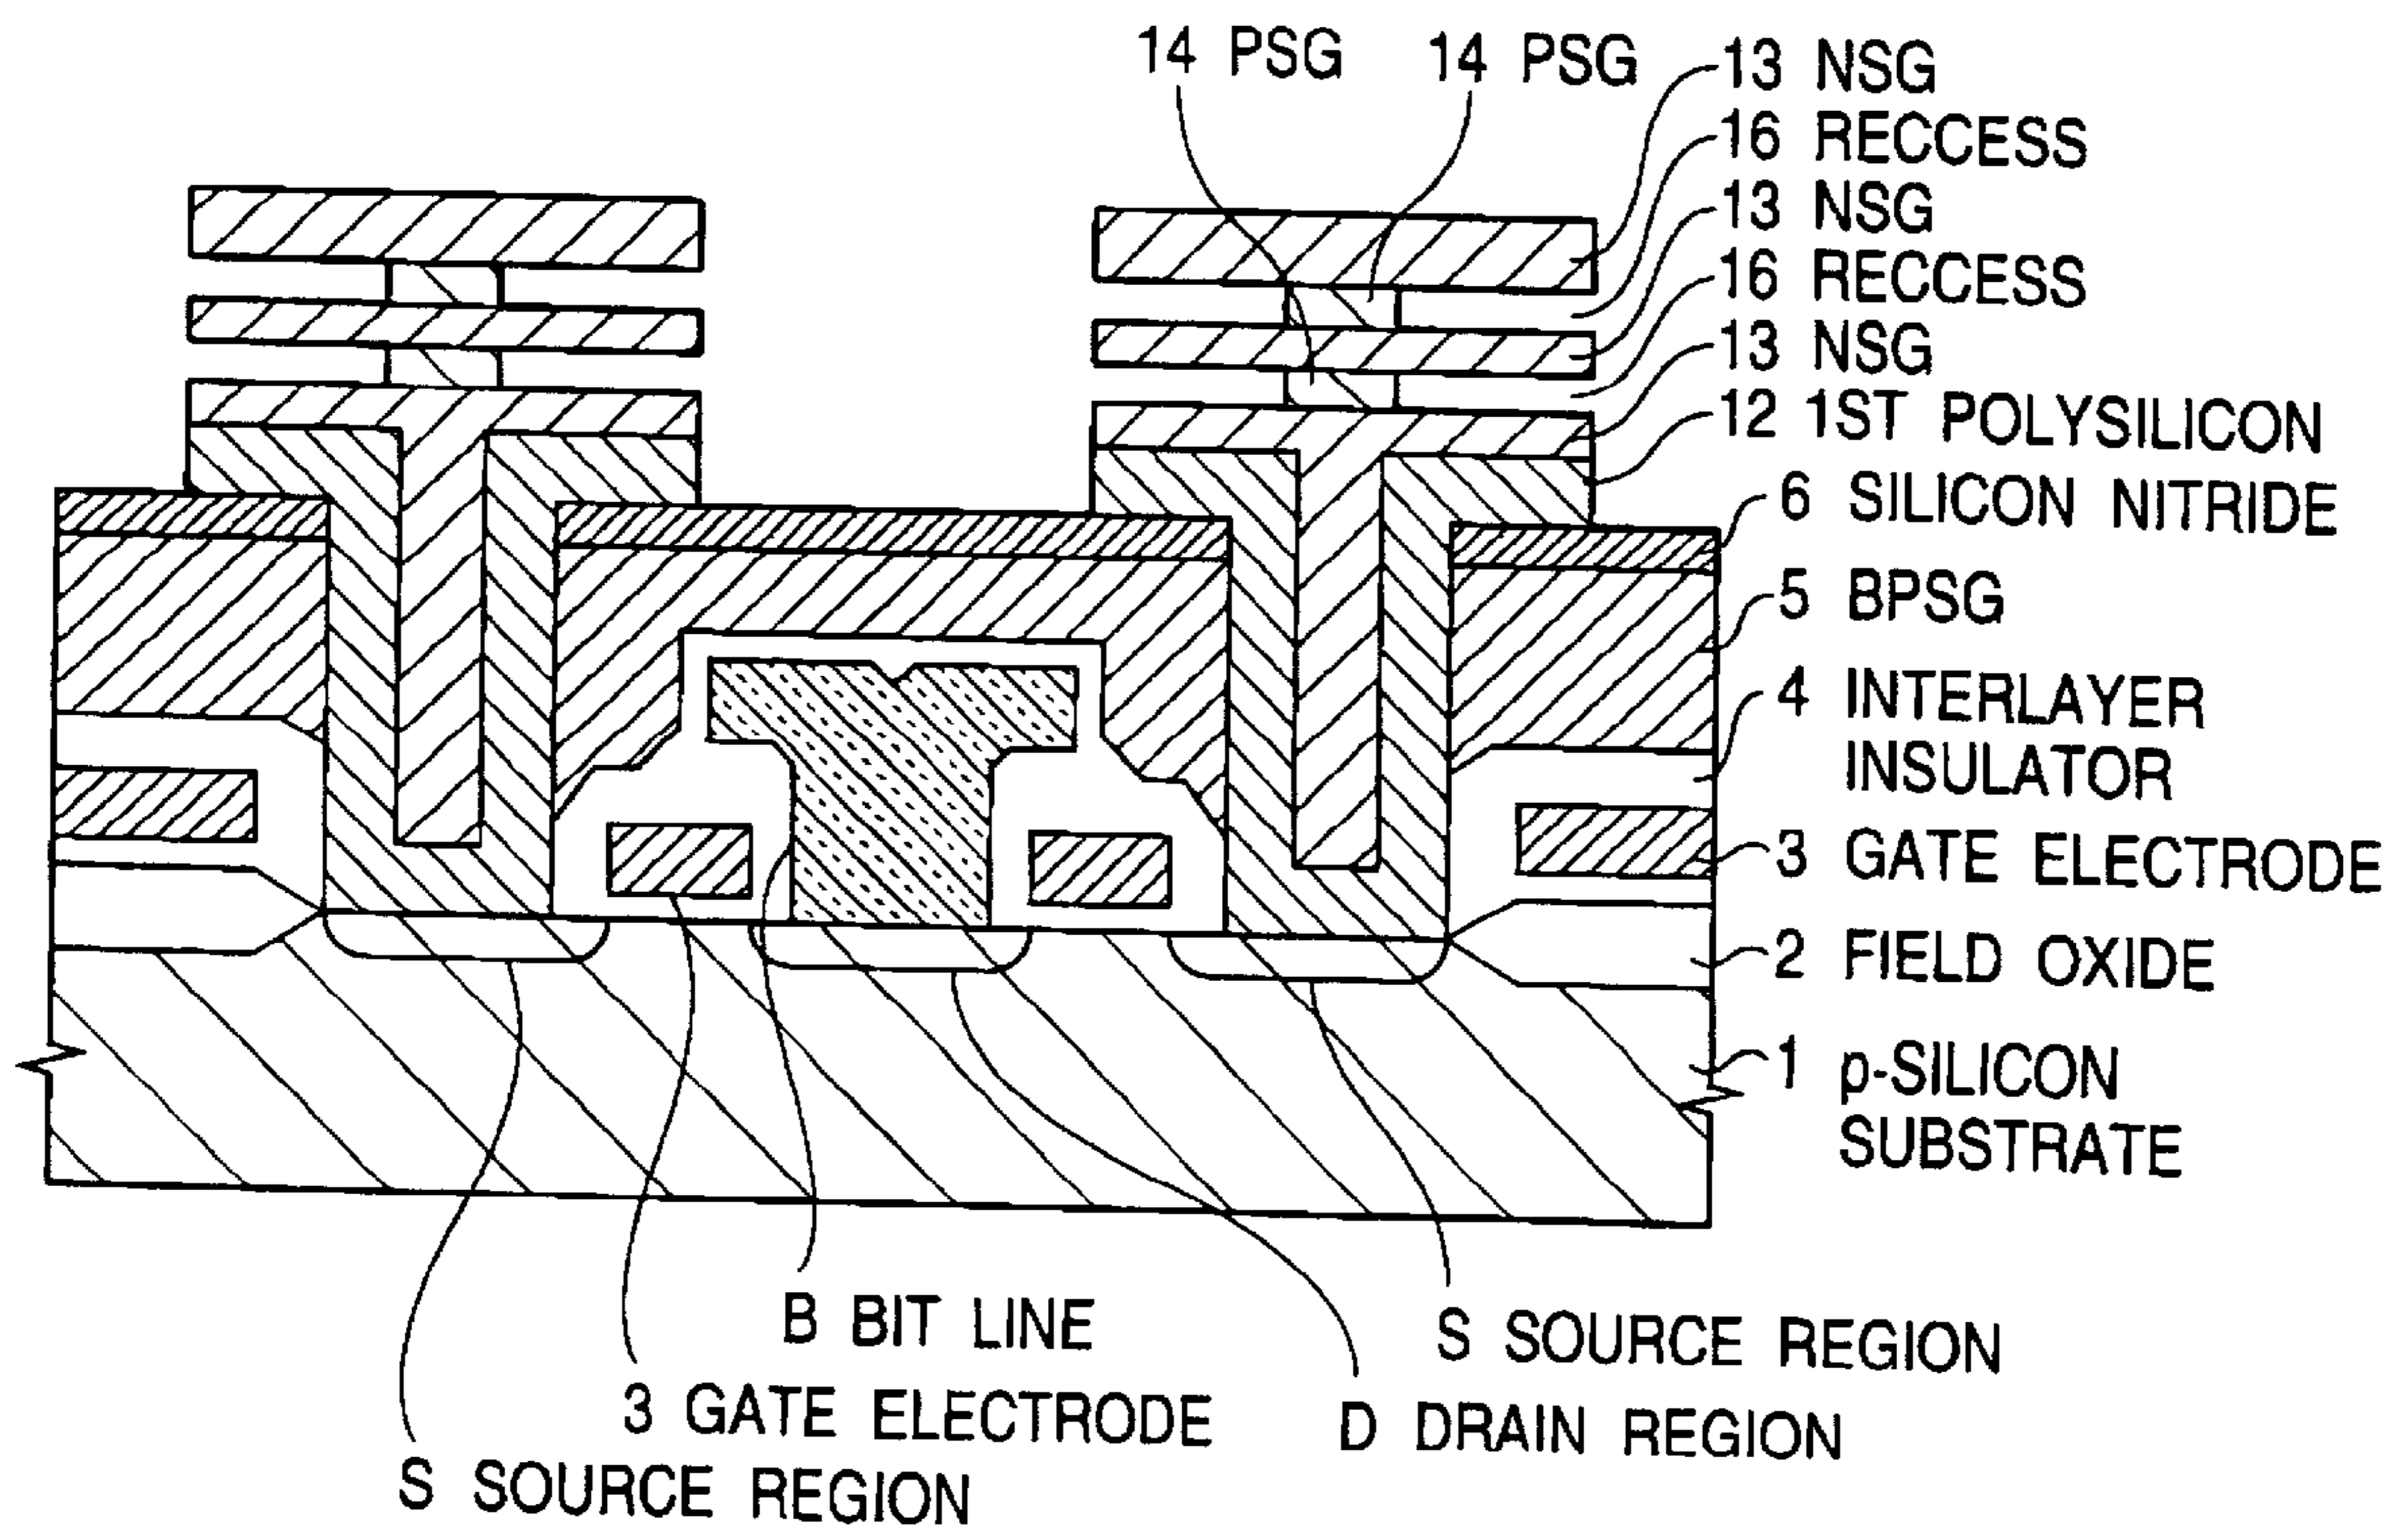 14 PSG 14 PSG
13 NSG
16 RECCESS
13 NSG
16 RECCESS
13 NSG
12 1ST POLYSILICON
6 SILICON NITRIDE
5 BPSG
4 INTERLAYER
INSULATOR
3 GATE ELECTRODE
2 FIELD OXIDE
1 p-SILICON
SUBSTRATE
B BIT LINE
S SOURCE REGION
3 GATE ELECTRODE
D DRAIN REGION
S SOURCE REGION